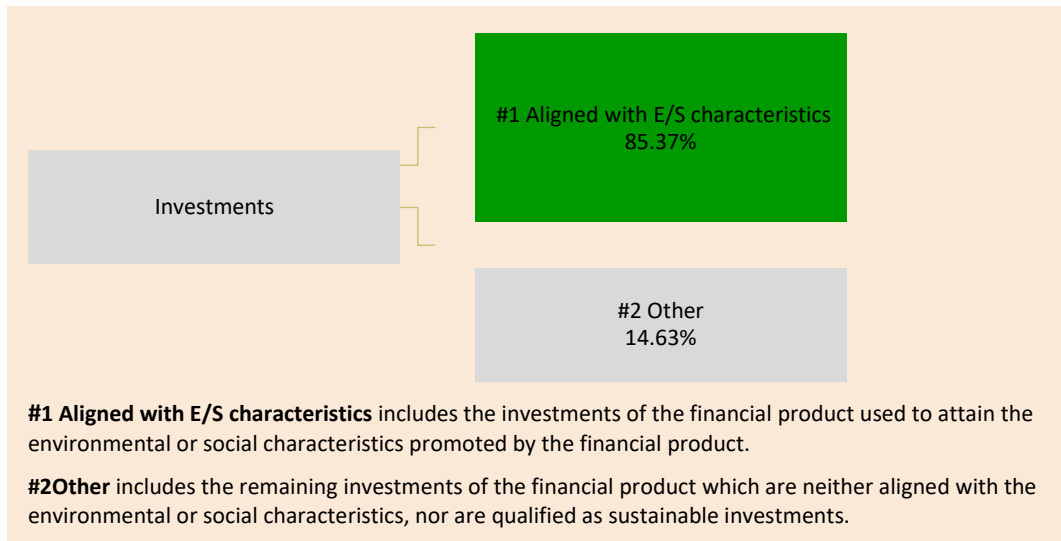 #1 Aligned with E/S characteristics
85.37%
Investments
#2 Other
14.63%
#1 Aligned with E/S characteristics includes the investments of the financial product used to attain the
environmental or social characteristics promoted by the financial product.
#2Other includes the remaining investments of the financial product which are neither aligned with the
environmental or social characteristics, nor are qualified as sustainable investments.